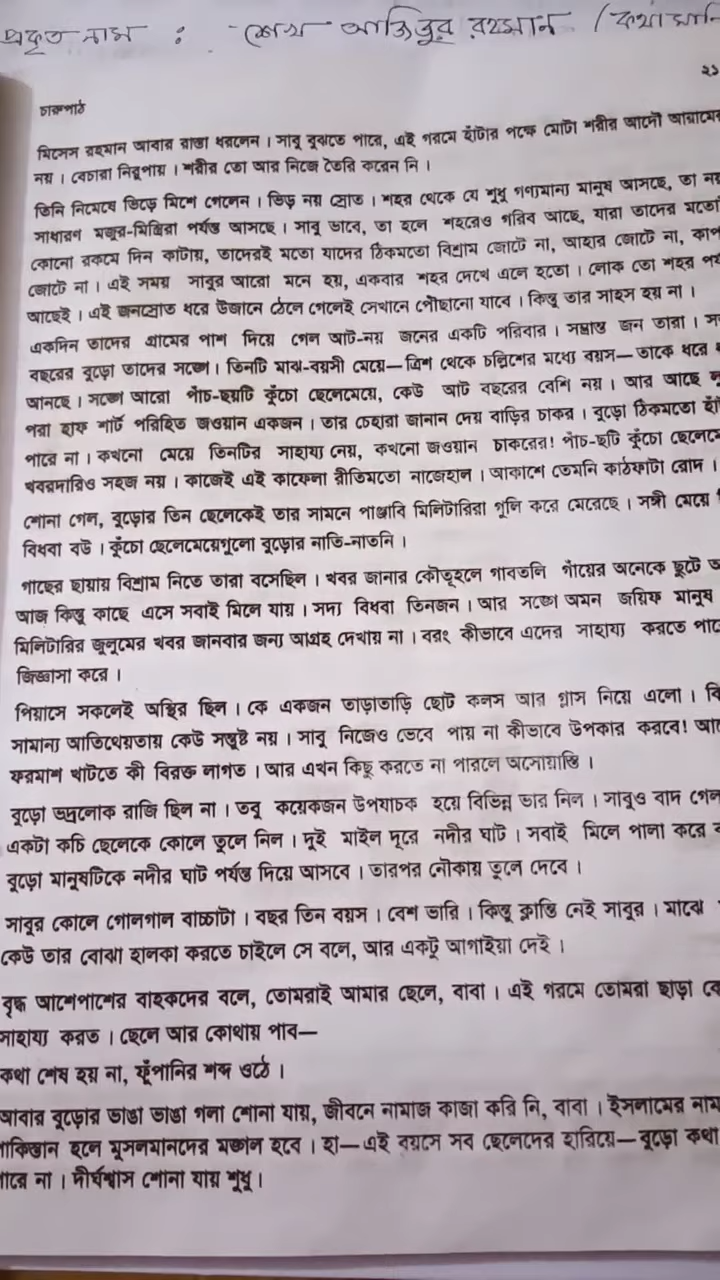 প্রকৃত নাম : শেখ আজিজুর রহমান (কথাসাহি
২১
চারুপাঠ
মিসেস রহমান আবার রাস্তা ধরলেন। সাবু বুঝতে পারে, এই গরমে হাঁটার পক্ষে মোটা শরীর আদৌ আরামের
নয়। বেচারা নিরুপায়। শরীর তো আর নিজে তৈরি করেন নি।
তিনি নিমেষে ভিড়ে মিশে গেলেন। ভিড় নয় স্রোত। শহর থেকে যে শুধু গণ্যমান্য মানুষ আসছে, তা নয়
সাধারণ মজুর-মিস্ত্রিরা পর্যন্ত আসছে। সাবু ভাবে, তা হলে শহরেও গরিব আছে, যারা তাদের মতো
কোনো রকমে দিন কাটায়, তাদেরই মতো যাদের ঠিকমতো বিশ্রাম জোটে না, আহার জোটে না, কাপ
জোটে না। এই সময় সাবুর আরো মনে হয়, একবার শহর দেখে এলে হতো। লোক তো শহর পর্য
আছেই। এই জনস্রোত ধরে উজানে ঠেলে গেলেই সেখানে পৌঁছানো যাবে। কিন্তু তার সাহস হয় না।
একদিন তাদের গ্রামের পাশ দিয়ে গেল আট-নয় জনের একটি পরিবার। সম্ভ্রান্ত জন তারা। স
বছরের বুড়ো তাদের সঙ্গে। তিনটি মাঝ-বয়সী মেয়ে—ত্রিশ থেকে চল্লিশের মধ্যে বয়স—তাকে ধরে ধ
আনছে। সঙ্গে আরো পাঁচ-ছয়টি কুঁচো ছেলেমেয়ে, কেউ আট বছরের বেশি নয়। আর আছে লু
পরা হাফ শার্ট পরিহিত জওয়ান একজন। তার চেহারা জানান দেয় বাড়ির চাকর। বুড়ো ঠিকমতো হাঁ
পারে না। কখনো মেয়ে তিনটির সাহায্য নেয়, কখনো জওয়ান চাকরের! পাঁচ-ছটি কুঁচো ছেলেমে
খবরদারিও সহজ নয়। কাজেই এই কাফেলা রীতিমতো নাজেহাল। আকাশে তেমনি কাঠফাটা রোদ।
শোনা গেল, বুড়োর তিন ছেলেকেই তার সামনে পাঞ্জাবি মিলিটারিরা গুলি করে মেরেছে। সঙ্গী মেয়ে
বিধবা বউ। কুঁচো ছেলেমেয়েগুলো বুড়োর নাতি-নাতনি।
গাছের ছায়ায় বিশ্রাম নিতে তারা বসেছিল। খবর জানার কৌতূহলে গাবতলি গাঁয়ের অনেকে ছুটে আ
আজ কিন্তু কাছে এসে সবাই মিলে যায়। সদ্য বিধবা তিনজন। আর সঙ্গে অমন জয়িফ মানুষ
মিলিটারির জুলুমের খবর জানবার জন্য আগ্রহ দেখায় না। বরং কীভাবে এদের সাহায্য করতে পারে
জিজ্ঞাসা করে।
পিয়াসে সকলেই অস্থির ছিল। কে একজন তাড়াতাড়ি ছোট কলস আর গ্লাস নিয়ে এলো। কি
সামান্য আতিথেয়তায় কেউ সন্তুষ্ট নয়। সাবু নিজেও ভেবে পায় না কীভাবে উপকার করবে! আ
ফরমাশ খাটতে কী বিরক্ত লাগত। আর এখন কিছু করতে না পারলে অসোয়াস্তি।
বুড়ো ভদ্রলোক রাজি ছিল না। তবু কয়েকজন উপযাচক হয়ে বিভিন্ন ভার নিল। সাবুও বাদ গেল
একটা কচি ছেলেকে কোলে তুলে নিল। দুই মাইল দূরে নদীর ঘাট। সবাই মিলে পালা করে ব
বুড়ো মানুষটিকে নদীর ঘাট পর্যন্ত দিয়ে আসবে। তারপর নৌকায় তুলে দেবে।
সাবুর কোলে গোলগাল বাচ্চাটা। বছর তিন বয়স। বেশ ভারি। কিন্তু ক্লান্তি নেই সাবুর। মাঝে
কেউ তার বোঝা হালকা করতে চাইলে সে বলে, আর একটু আগাইয়া দেই।
বৃদ্ধ আশেপাশের বাহকদের বলে, তোমরাই আমার ছেলে, বাবা। এই গরমে তোমরা ছাড়া কে
সাহায্য করত। ছেলে আর কোথায় পাব—
কথা শেষ হয় না, ফুঁপানির শব্দ ওঠে।
আবার বুড়োর ভাঙা ভাঙা গলা শোনা যায়, জীবনে নামাজ কাজা করি নি, বাবা। ইসলামের নাম
াকিস্তান হলে মুসলমানদের মঙ্গল হবে। হা—এই বয়সে সব ছেলেদের হারিয়ে—বুড়ো কথা
ারে না। দীর্ঘশ্বাস শোনা যায় শুধু।